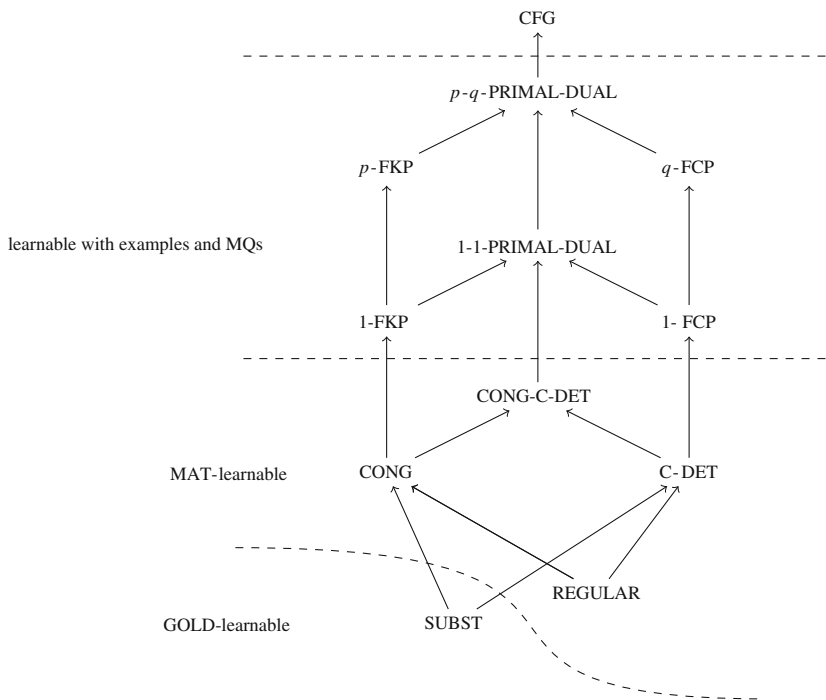 CFG
p-q-PRIMAL-DUAL
p-FKP
q-FCP
learnable with examples and MQs
1-1-PRIMAL-DUAL
1-FKP
1- FCP
CONG-C-DET
MAT-learnable
CONG
C-DET
REGULAR
GOLD-learnable
SUBST